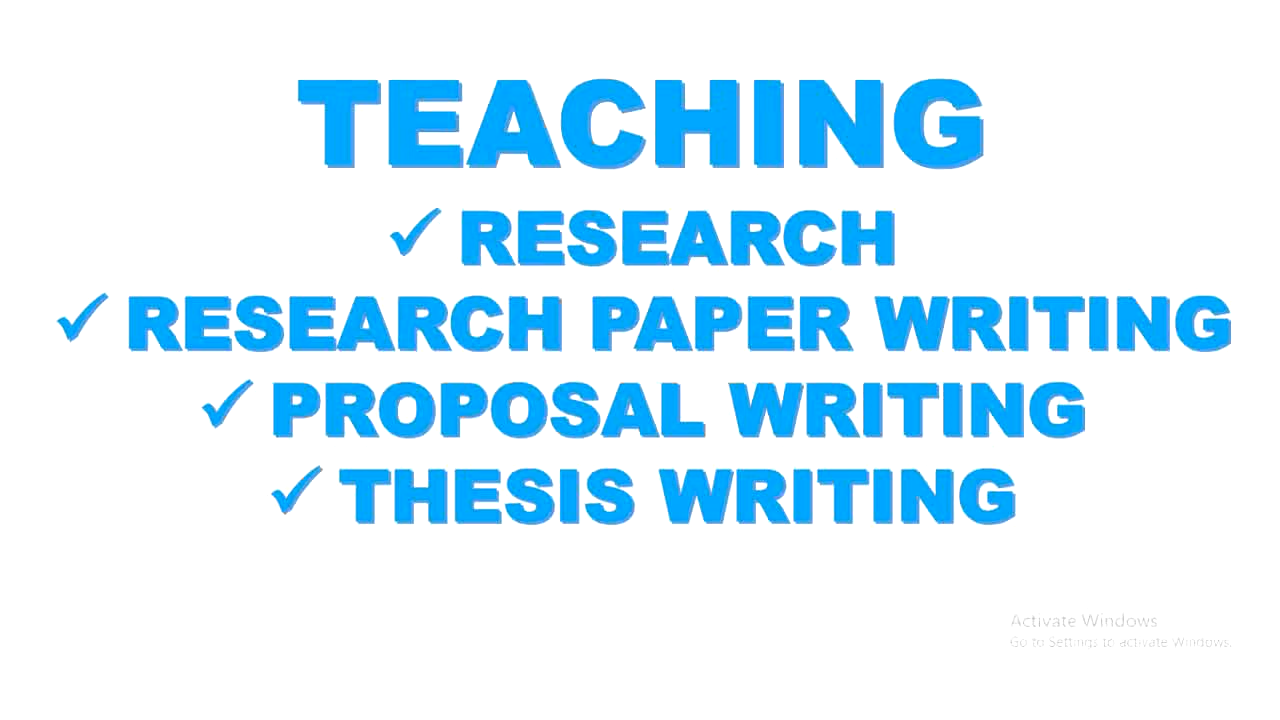 TEACHING
✓ RESEARCH
✓ RESEARCH PAPER WRITING
✓ PROPOSAL WRITING
✓ THESIS WRITING
Activate Windows
Go to Settings to activate Windows.